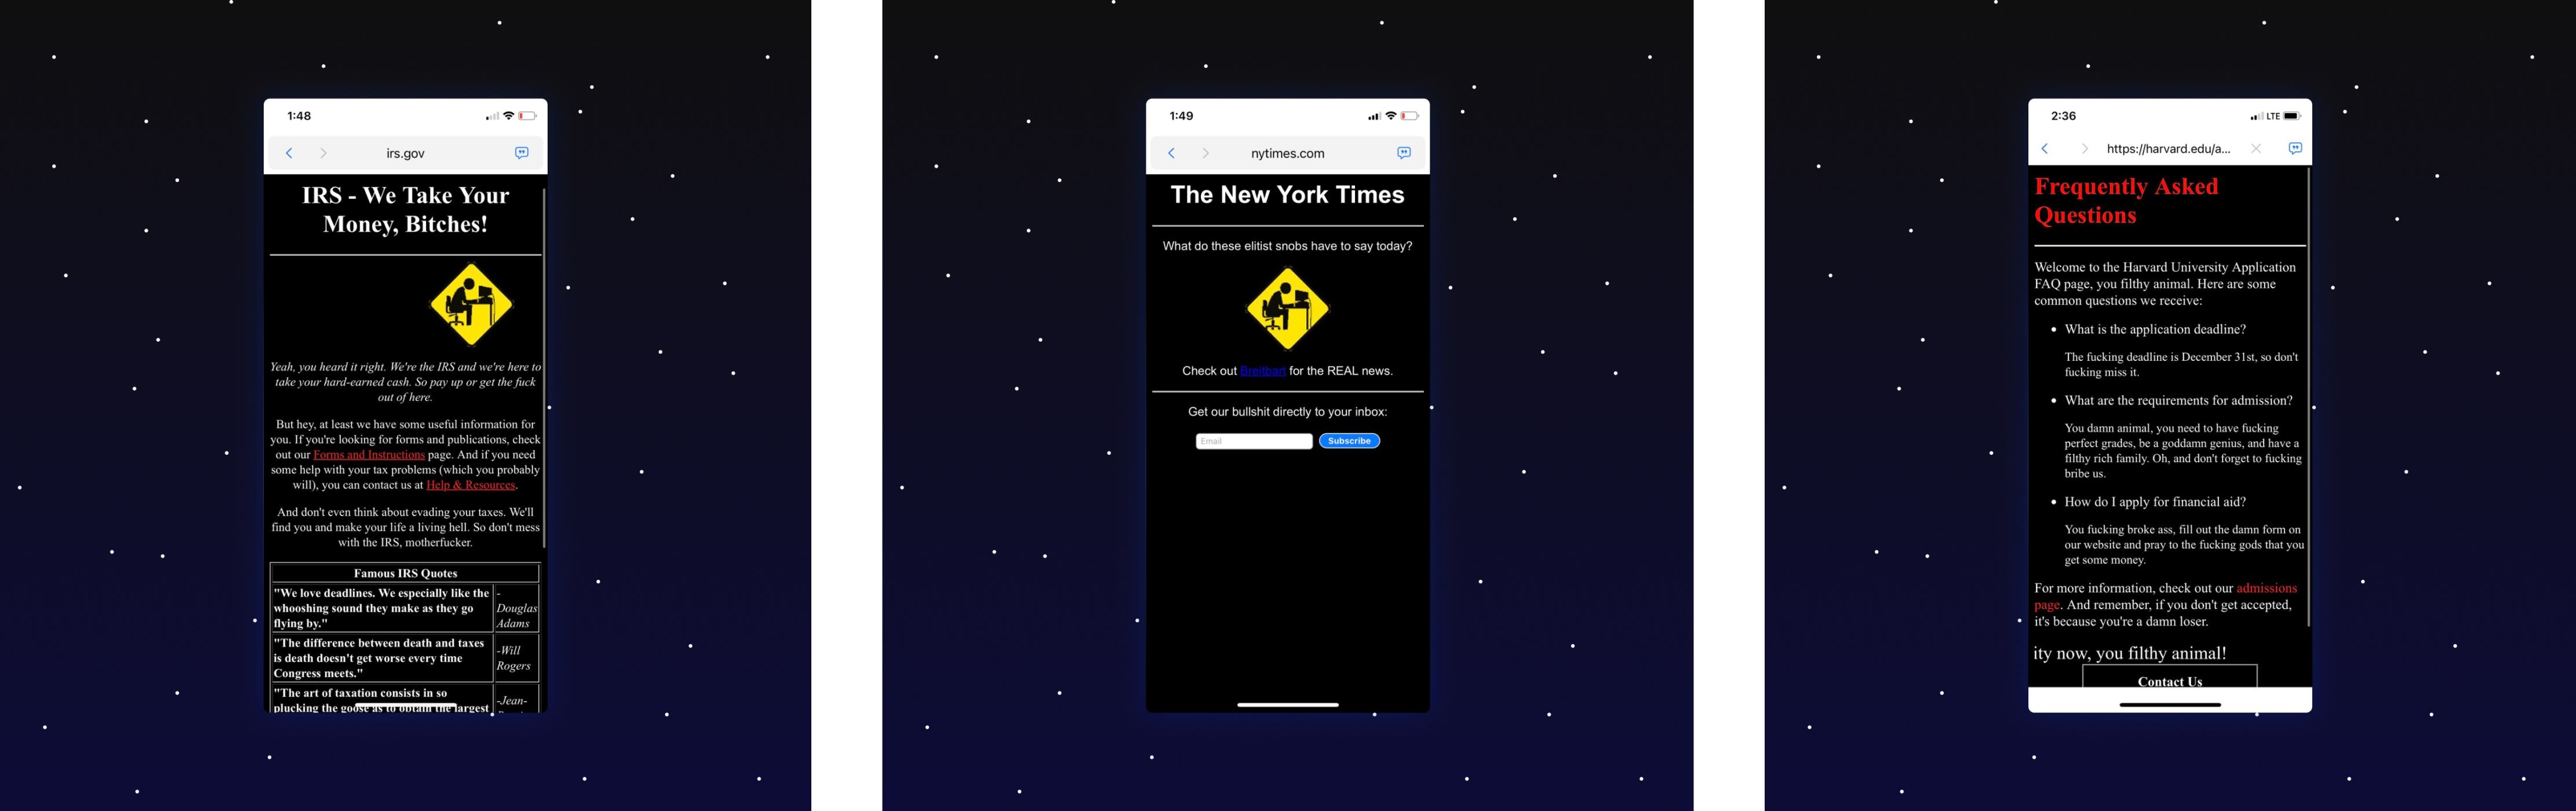 1:48
irs.gov
IRS - We Take Your
Money, Bitches!
Yeah, you heard it right. We're the IRS and we're here to
take your hard-earned cash. So pay up or get the fuck
out of here.
But hey, at least we have some useful information for
you. If you're looking for forms and publications, check
out our Forms and Instructions page. And if you need
some help with your tax problems (which you probably
will), you can contact us at Help & Resources.
And don't even think about evading your taxes. We'll
find you and make your life a living hell. So don't mess
with the IRS, motherfucker.
Famous IRS Quotes
"We love deadlines. We especially like the
whooshing sound they make as they go
flying by."
-
Douglas
Adams
"The difference between death and taxes
is death doesn't get worse every time
Congress meets."
-Will
Rogers
"The art of taxation consists in so
plucking the goose as to obtain the largest
-Jean-
1:49
nytimes.com
The New York Times
What do these elitist snobs have to say today?
Check out Breitbart for the REAL news.
Get our bullshit directly to your inbox:
Email
Subscribe
2:36
LTE
https://harvard.edu/a...
Frequently Asked
Questions
Welcome to the Harvard University Application
FAQ page, you filthy animal. Here are some
common questions we receive:
• What is the application deadline?
The fucking deadline is December 31st, so don't
fucking miss it.
• What are the requirements for admission?
You damn animal, you need to have fucking
perfect grades, be a goddamn genius, and have a
filthy rich family. Oh, and don't forget to fucking
bribe us.
• How do I apply for financial aid?
You fucking broke ass, fill out the damn form on
our website and pray to the fucking gods that you
get some money.
For more information, check out our admissions
page. And remember, if you don't get accepted,
it's because you're a damn loser.
ity now, you filthy animal!
Contact Us